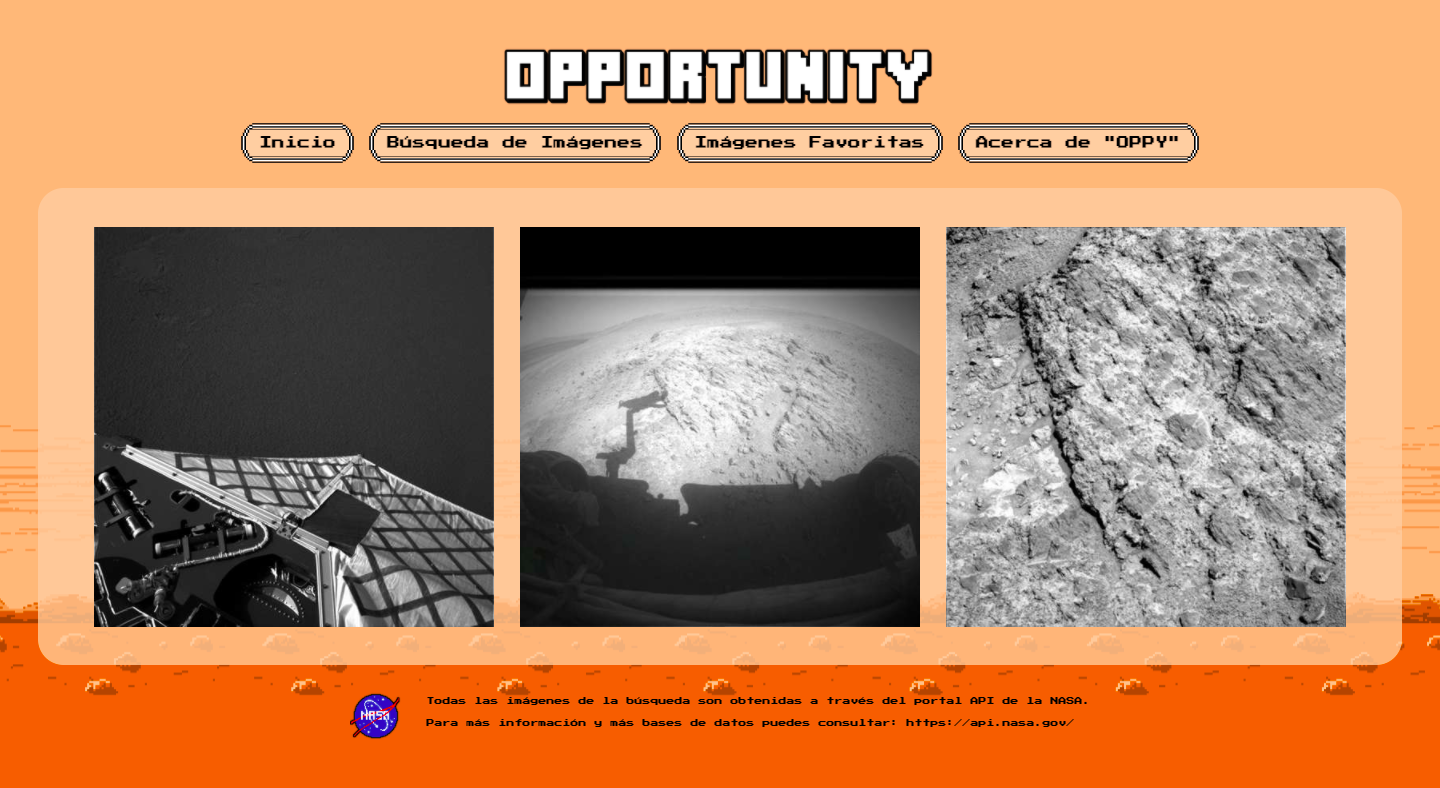 OPPORTUNITY
Inicio
Búsqueda de Imágenes
Imágenes Favoritas
Acerca de "OPPY"
NASA
Todas las imágenes de la búsqueda son obtenidas a través del portal API de la NASA.
Para más información y más bases de datos puedes consultar: https://api.nasa.gov/